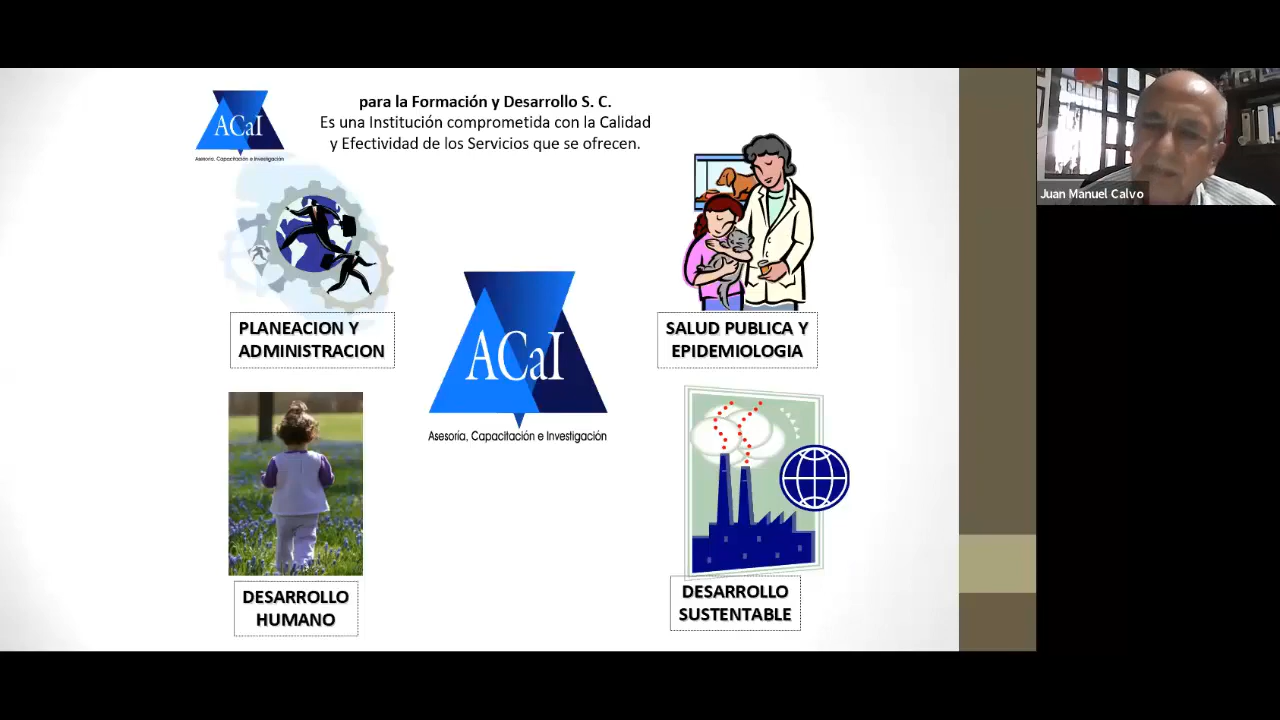 para la Formación y Desarrollo S. C.
Es una Institución comprometida con la Calidad
y Efectividad de los Servicios que se ofrecen.
ACaI
Asesoría, Capacitación e Investigación
Juan Manuel Calvo
PLANEACION Y
ADMINISTRACION
SALUD PUBLICA Y
EPIDEMIOLOGIA
ACaI
Asesoría, Capacitación e Investigación
DESARROLLO
HUMANO
DESARROLLO
SUSTENTABLE